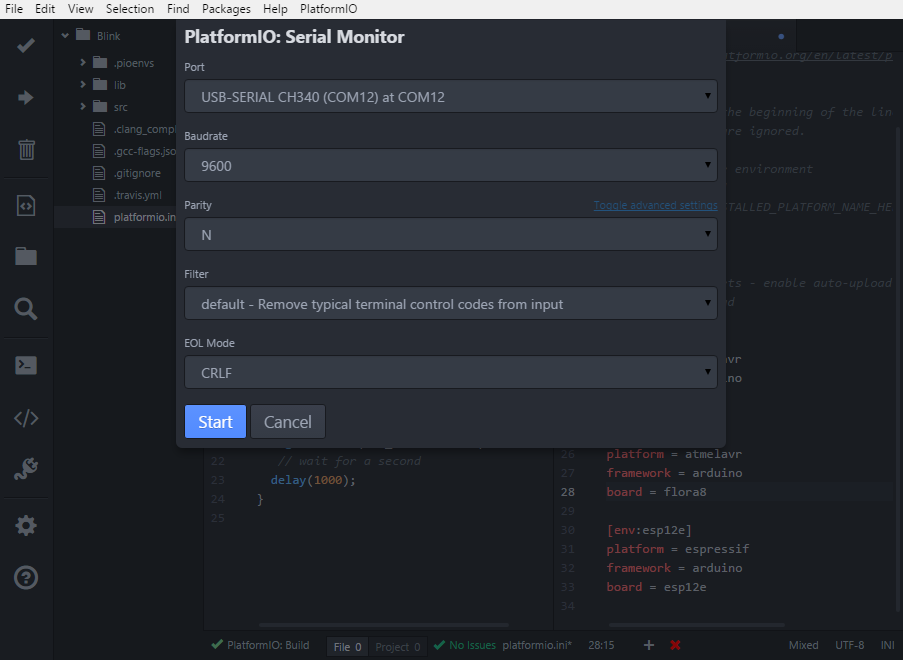 File Edit View Selection Find Packages Help PlatformIO
Blink
.pioenvs
lib
src
.clang_compl
.gcc-flags.jso
.gitignore
.travis.yml
platformio.in
PlatformIO: Serial Monitor
Port
USB-SERIAL CH340 (COM12) at COM12
Baudrate
9600
Parity
Toggle advanced settings
N
Filter
default - Remove typical terminal control codes from input
EOL Mode
CRLF
Start Cancel
22 // wait for a second
23 delay(1000);
24 }
25
tformio.org/en/latest/p
he beginning of the lin
re ignored.
environment
TALLED_PLATFORM_NAME_HE
ts - enable auto-upload
d
vr
no
26 platform = atmelavr
27 framework = arduino
28 board = flora8
29
30 [env:esp12e]
31 platform = espressif
32 framework = arduino
33 board = esp12e
34
PlatformIO: Build File 0 Project 0 No Issues platformio.ini* 28:15 Mixed UTF-8 INI